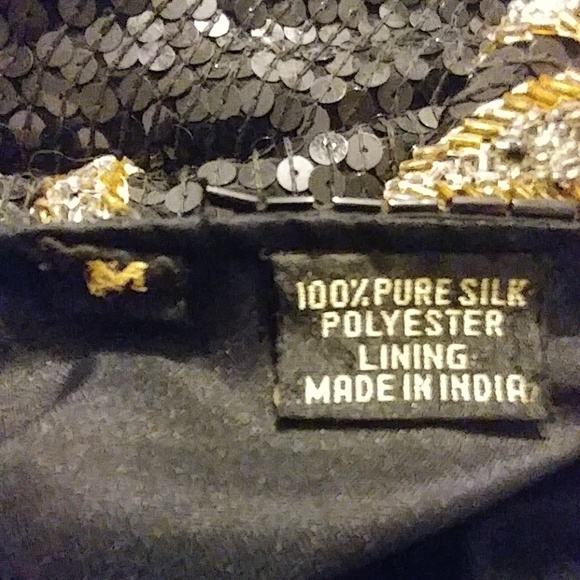 M
100% PURE SILK
POLYESTER
LINING
MADE IN INDIA